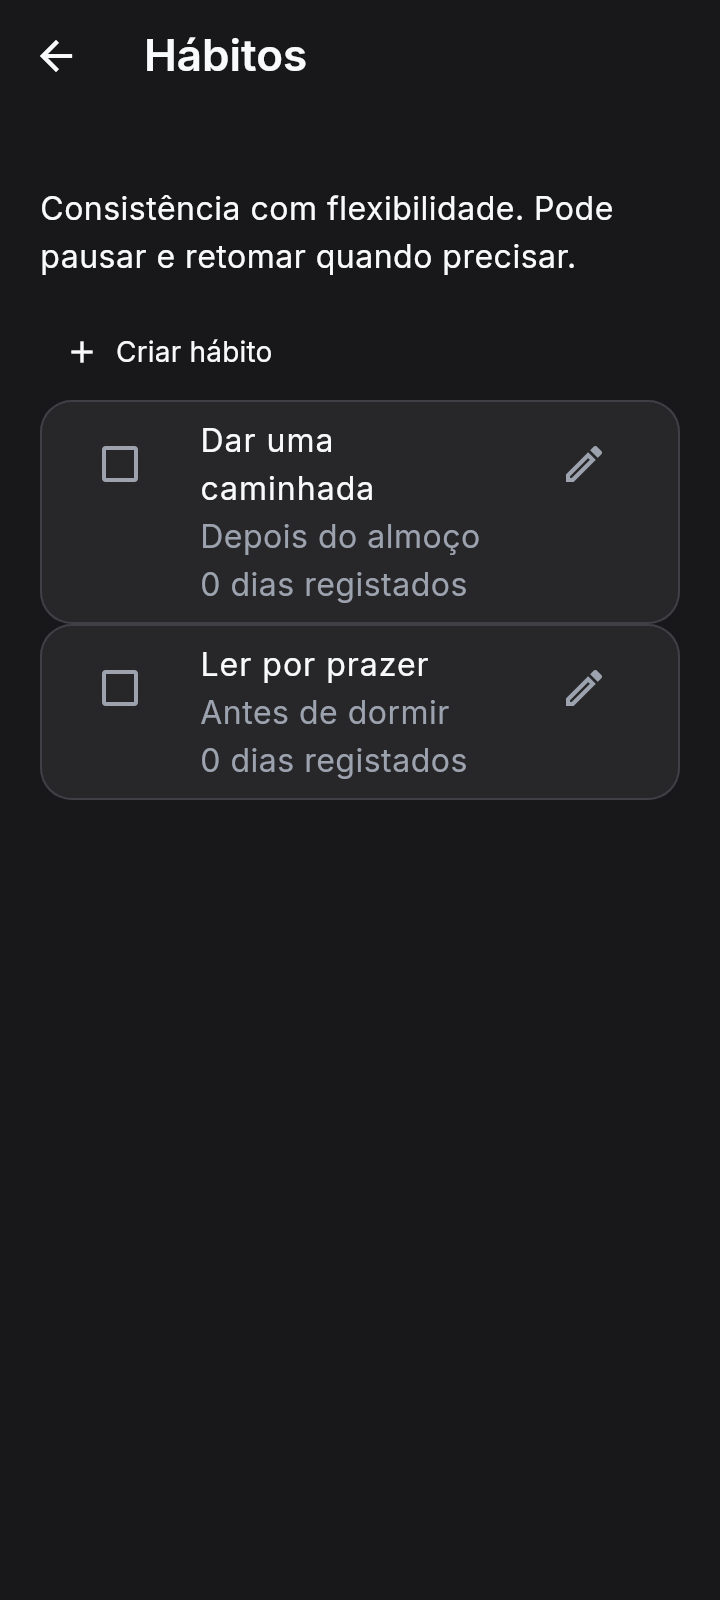 Hábitos
Consistência com flexibilidade. Pode
pausar e retomar quando precisar.
Criar hábito
Dar uma
caminhada
Depois do almoço
0 dias registados
Ler por prazer
Antes de dormir
0 dias registados